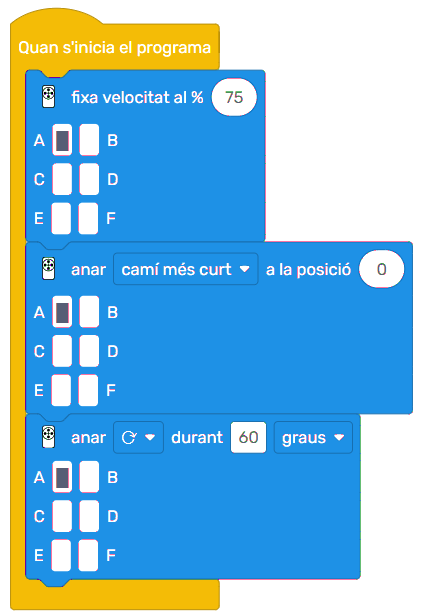 Quan s'inicia el programa
fixa velocitat al % 75
A B
C D
E F
anar camí més curt a la posició 0
A B
C D
E F
anar durant 60 graus
A B
C D
E F